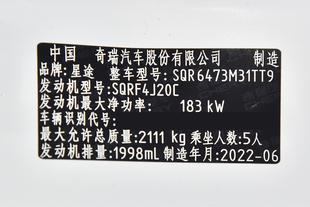 中国 奇瑞汽车股份有限公司 制造
品牌:星途 整车型号:SQR6473M31TT9
发动机型号:SQRF4J20C
发动机最大净功率: 183 kW
车辆识别代号:
最大允许总质量:2111 kg 乘坐人数:5人
发动机排量:1998mL 制造年月:2022-06